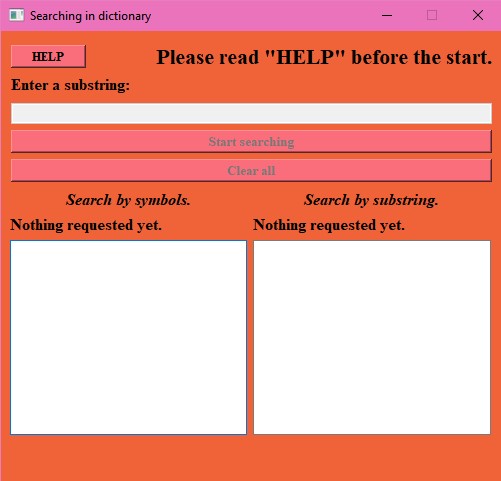 Searching in dictionary
HELP
Please read "HELP" before the start.
Enter a substring:
Start searching
Clear all
Search by symbols.
Search by substring.
Nothing requested yet.
Nothing requested yet.